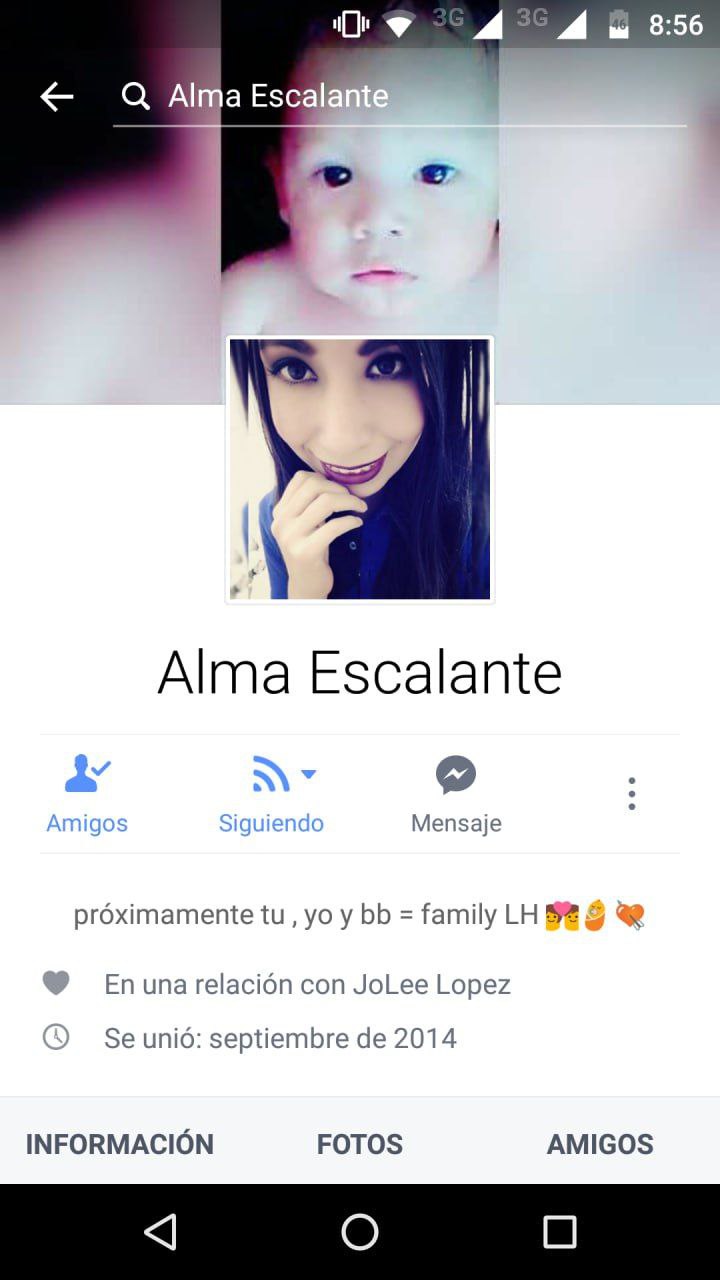 3G 3G 46 8:56
Alma Escalante
Alma Escalante
Amigos Siguiendo Mensaje
próximamente tu , yo y bb = family LH
En una relación con JoLee Lopez
Se unió: septiembre de 2014
INFORMACIÓN FOTOS AMIGOS